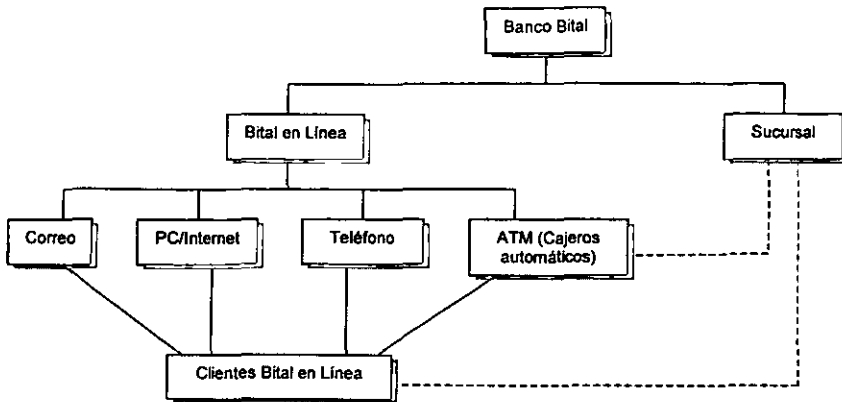 Banco Bital
Bital en Línea
Sucursal
Correo
PC/Internet
Teléfono
ATM (Cajeros
automáticos)
Clientes Bital en Línea